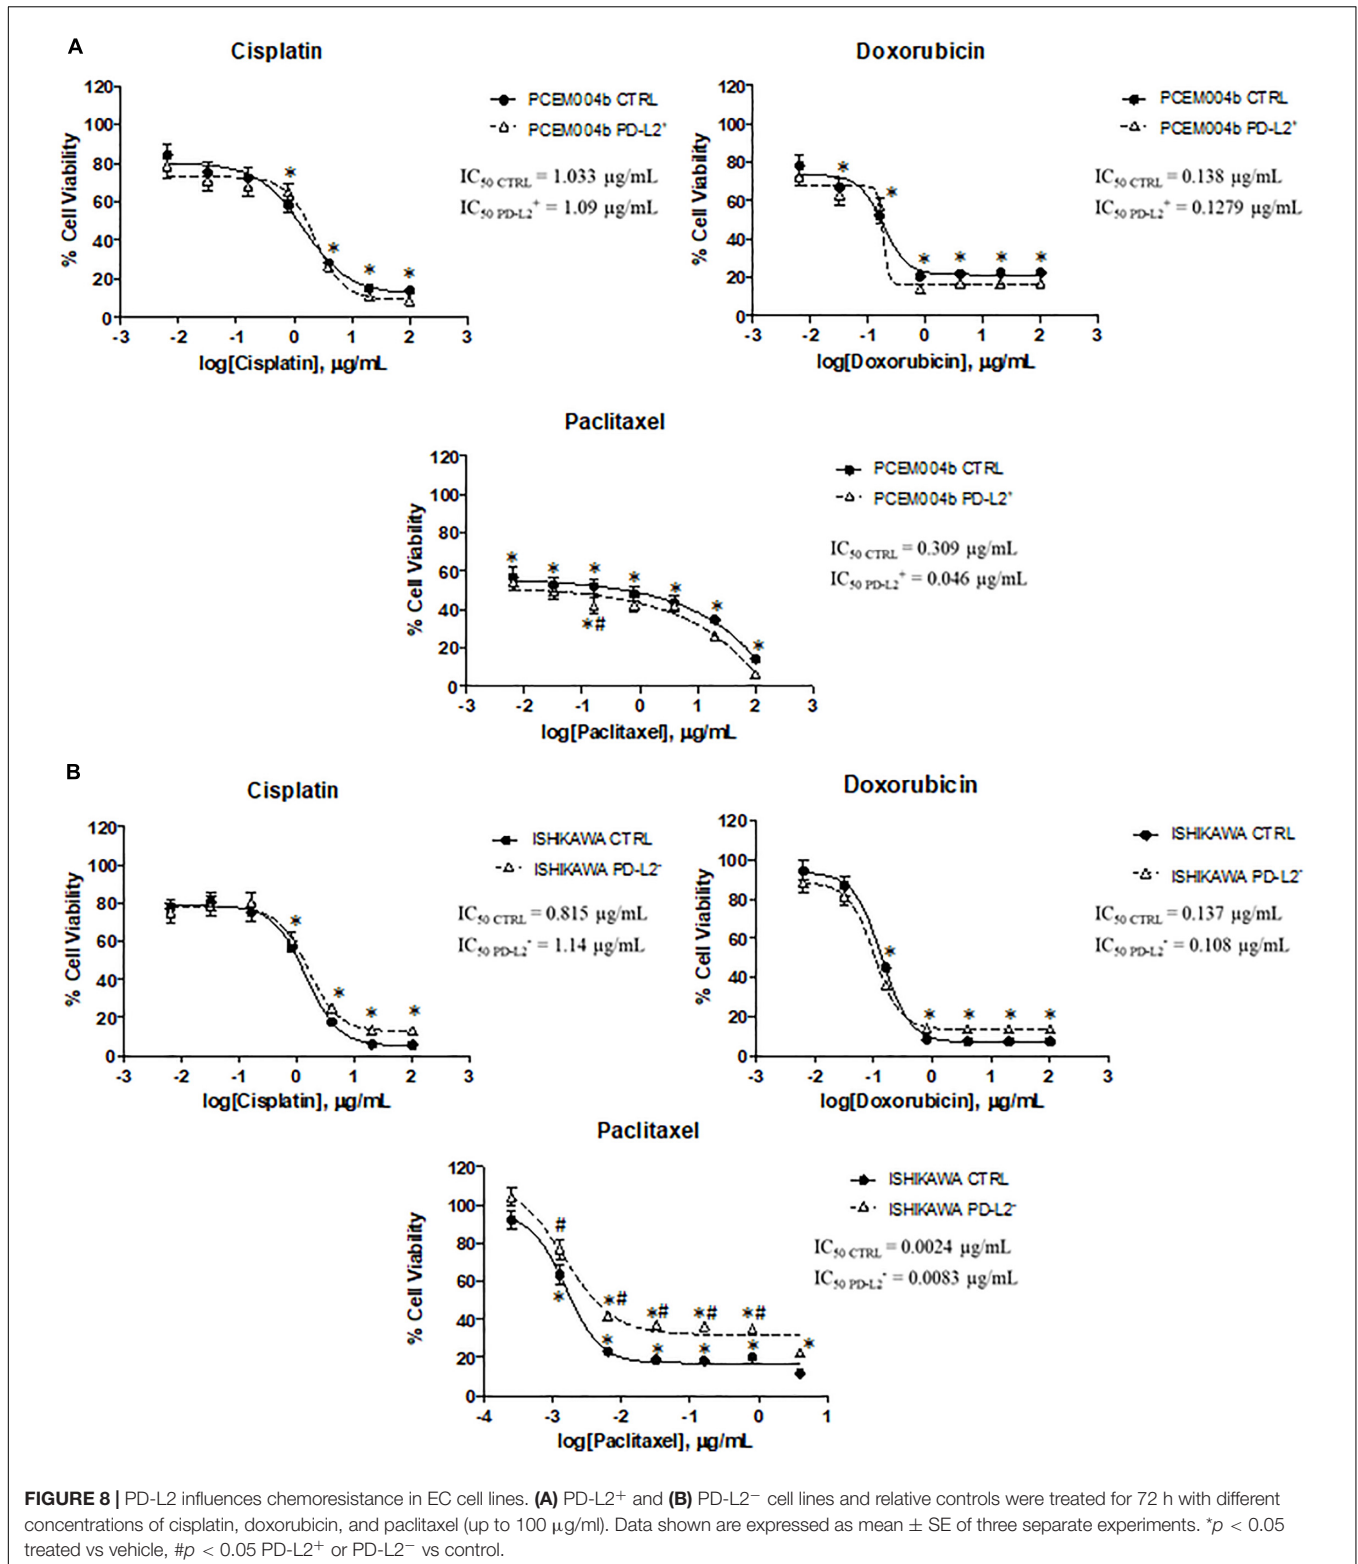 A
Cisplatin
120
100
80
60
40
20
0
% Cell Viability
-3 -2 -1 0 1 2 3
log[Cisplatin], μg/mL
PCEM004b CTRL
PCEM004b PD-L2+
IC50 CTRL = 1.033 μg/mL
IC50 PD-L2+ = 1.09 μg/mL
* * * *
Doxorubicin
120
100
80
60
40
20
0
% Cell Viability
-3 -2 -1 0 1 2 3
log[Doxorubicin], μg/mL
PCEM004b CTRL
PCEM004b PD-L2+
IC50 CTRL = 0.138 μg/mL
IC50 PD-L2+ = 0.1279 μg/mL
* * * * * *
Paclitaxel
120
100
80
60
40
20
0
% Cell Viability
-3 -2 -1 0 1 2 3
log[Paclitaxel], μg/mL
PCEM004b CTRL
PCEM004b PD-L2+
IC50 CTRL = 0.309 μg/mL
IC50 PD-L2+ = 0.046 μg/mL
* * * * * * *
*#
B
Cisplatin
120
100
80
60
40
20
0
% Cell Viability
-3 -2 -1 0 1 2 3
log[Cisplatin], μg/mL
ISHIKAWA CTRL
ISHIKAWA PD-L2-
IC50 CTRL = 0.815 μg/mL
IC50 PD-L2- = 1.14 μg/mL
* * * *
Doxorubicin
120
100
80
60
40
20
0
% Cell Viability
-3 -2 -1 0 1 2 3
log[Doxorubicin], μg/mL
ISHIKAWA CTRL
ISHIKAWA PD-L2-
IC50 CTRL = 0.137 μg/mL
IC50 PD-L2- = 0.108 μg/mL
* * * * *
Paclitaxel
120
100
80
60
40
20
0
% Cell Viability
-4 -3 -2 -1 0 1
log[Paclitaxel], μg/mL
ISHIKAWA CTRL
ISHIKAWA PD-L2-
IC50 CTRL = 0.0024 μg/mL
IC50 PD-L2- = 0.0083 μg/mL
# *# *# *# *# *
* * * * *
FIGURE 8 | PD-L2 influences chemoresistance in EC cell lines. (A) PD-L2+ and (B) PD-L2− cell lines and relative controls were treated for 72 h with different
concentrations of cisplatin, doxorubicin, and paclitaxel (up to 100 μg/ml). Data shown are expressed as mean ± SE of three separate experiments. *p < 0.05
treated vs vehicle, #p < 0.05 PD-L2+ or PD-L2− vs control.